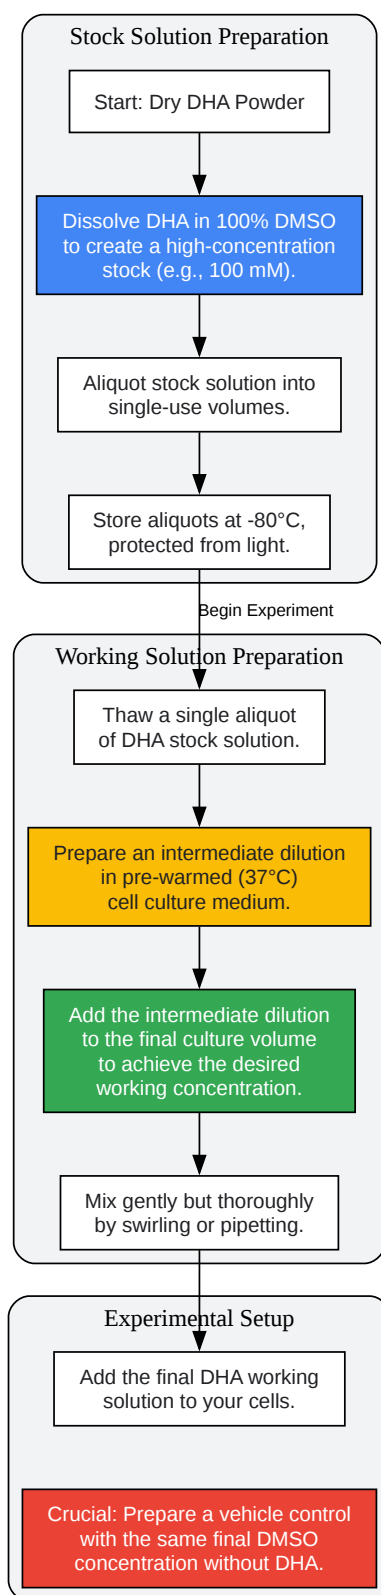 Stock Solution Preparation
Start: Dry DHA Powder
Dissolve DHA in 100% DMSO
to create a high-concentration
stock (e.g., 100 mM).
Aliquot stock solution into
single-use volumes.
Store aliquots at -80°C,
protected from light.
Begin Experiment
Working Solution Preparation
Thaw a single aliquot
of DHA stock solution.
Prepare an intermediate dilution
in pre-warmed (37°C)
cell culture medium.
Add the intermediate dilution
to the final culture volume
to achieve the desired
working concentration.
Mix gently but thoroughly
by swirling or pipetting.
Experimental Setup
Add the final DHA working
solution to your cells.
Crucial: Prepare a vehicle control
with the same final DMSO
concentration without DHA.